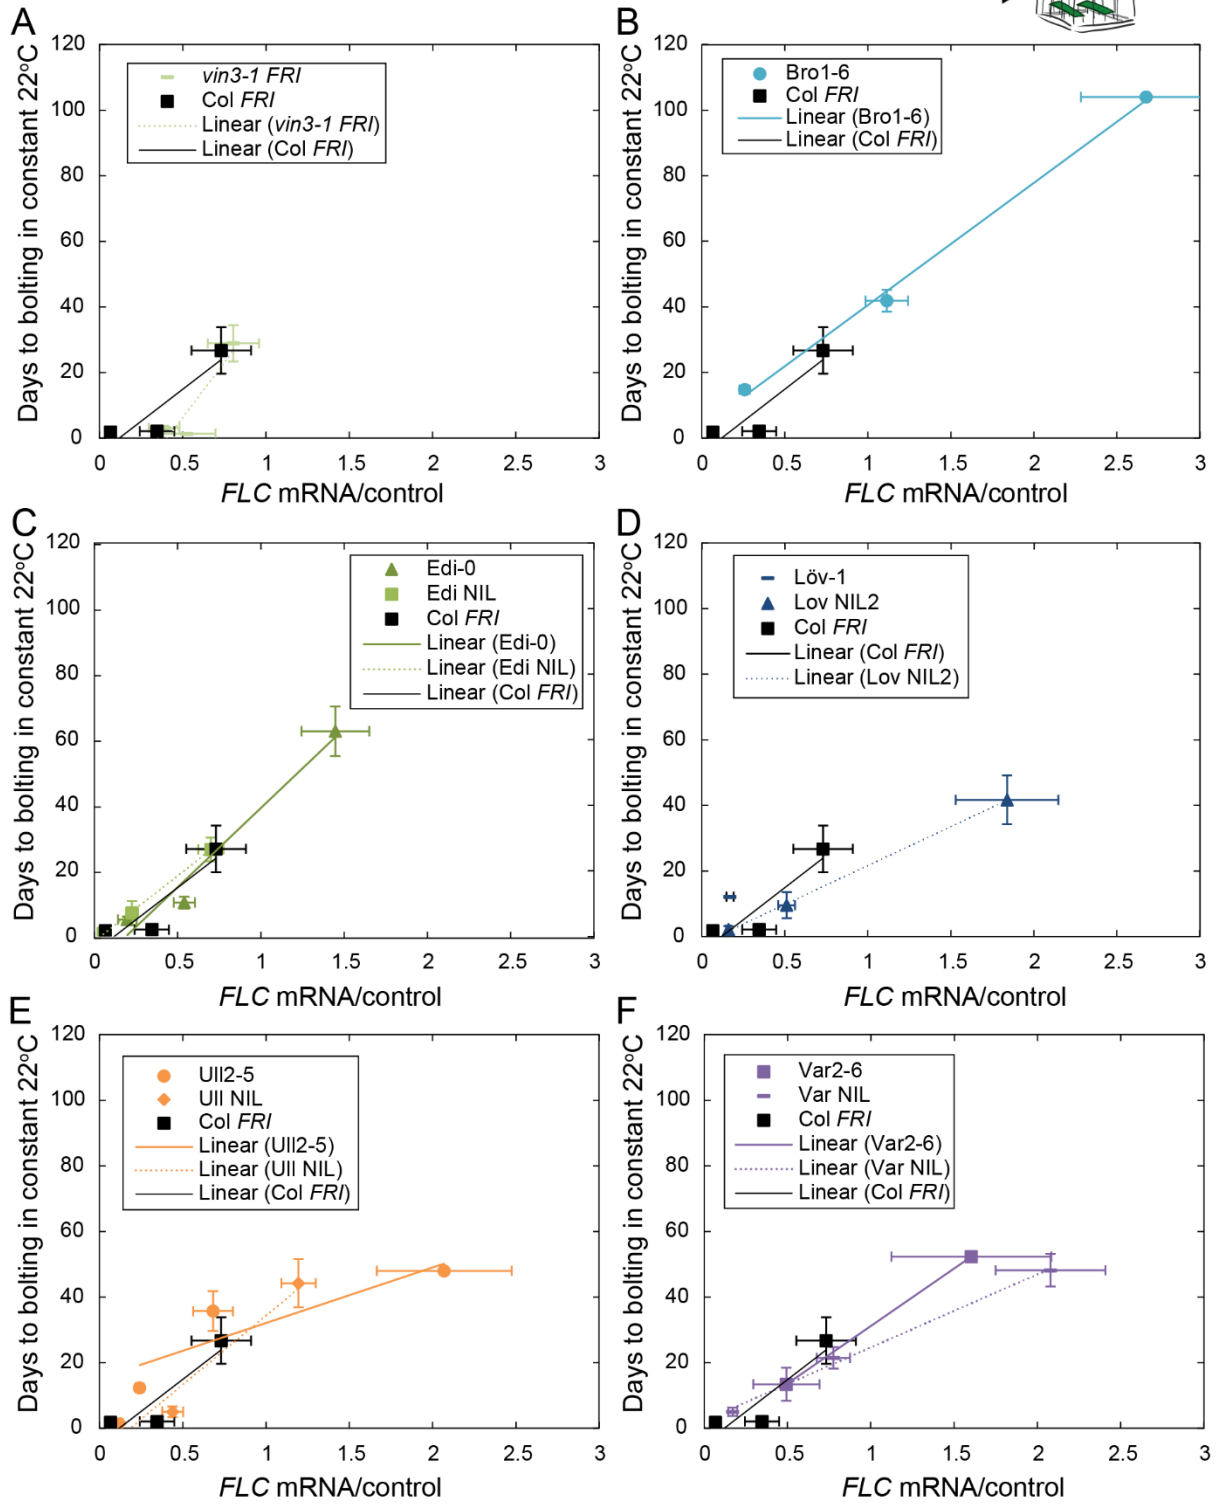 A
Days to bolting in constant 22°C
120
100
80
60
40
20
0
vin3-1 FRI
Col FRI
Linear (vin3-1 FRI)
Linear (Col FRI)
0 0.5 1 1.5 2 2.5 3
FLC mRNA/control
B
Days to bolting in constant 22°C
120
100
80
60
40
20
0
Bro1-6
Col FRI
Linear (Bro1-6)
Linear (Col FRI)
0 0.5 1 1.5 2 2.5 3
FLC mRNA/control
C
Days to bolting in constant 22°C
120
100
80
60
40
20
0
Edi-0
Edi NIL
Col FRI
Linear (Edi-0)
Linear (Edi NIL)
Linear (Col FRI)
0 0.5 1 1.5 2 2.5 3
FLC mRNA/control
D
Days to bolting in constant 22°C
120
100
80
60
40
20
0
Löv-1
Lov NIL2
Col FRI
Linear (Col FRI)
Linear (Lov NIL2)
0 0.5 1 1.5 2 2.5 3
FLC mRNA/control
E
Days to bolting in constant 22°C
120
100
80
60
40
20
0
Ull2-5
Ull NIL
Col FRI
Linear (Ull2-5)
Linear (Ull NIL)
Linear (Col FRI)
0 0.5 1 1.5 2 2.5 3
FLC mRNA/control
F
Days to bolting in constant 22°C
120
100
80
60
40
20
0
Var2-6
Var NIL
Col FRI
Linear (Var2-6)
Linear (Var NIL)
Linear (Col FRI)
0 0.5 1 1.5 2 2.5 3
FLC mRNA/control